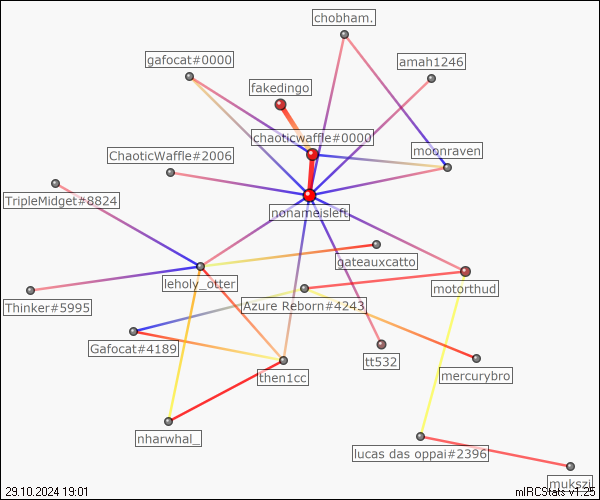 chobham.
gafocat#0000
amah1246
fakedingo
chaoticwaffle#0000
moonraven
ChaoticWaffle#2006
TripleMidget#8824
nonameisleft
gateauxcatto
leholy_otter
motorthud
Thinker#5995
Azure Reborn#4243
Gafocat#4189
tt532
then1cc
mercurybro
nharwhal_
lucas das oppai#2396
mukszi
29.10.2024 19:01
mIRCStats v1.25